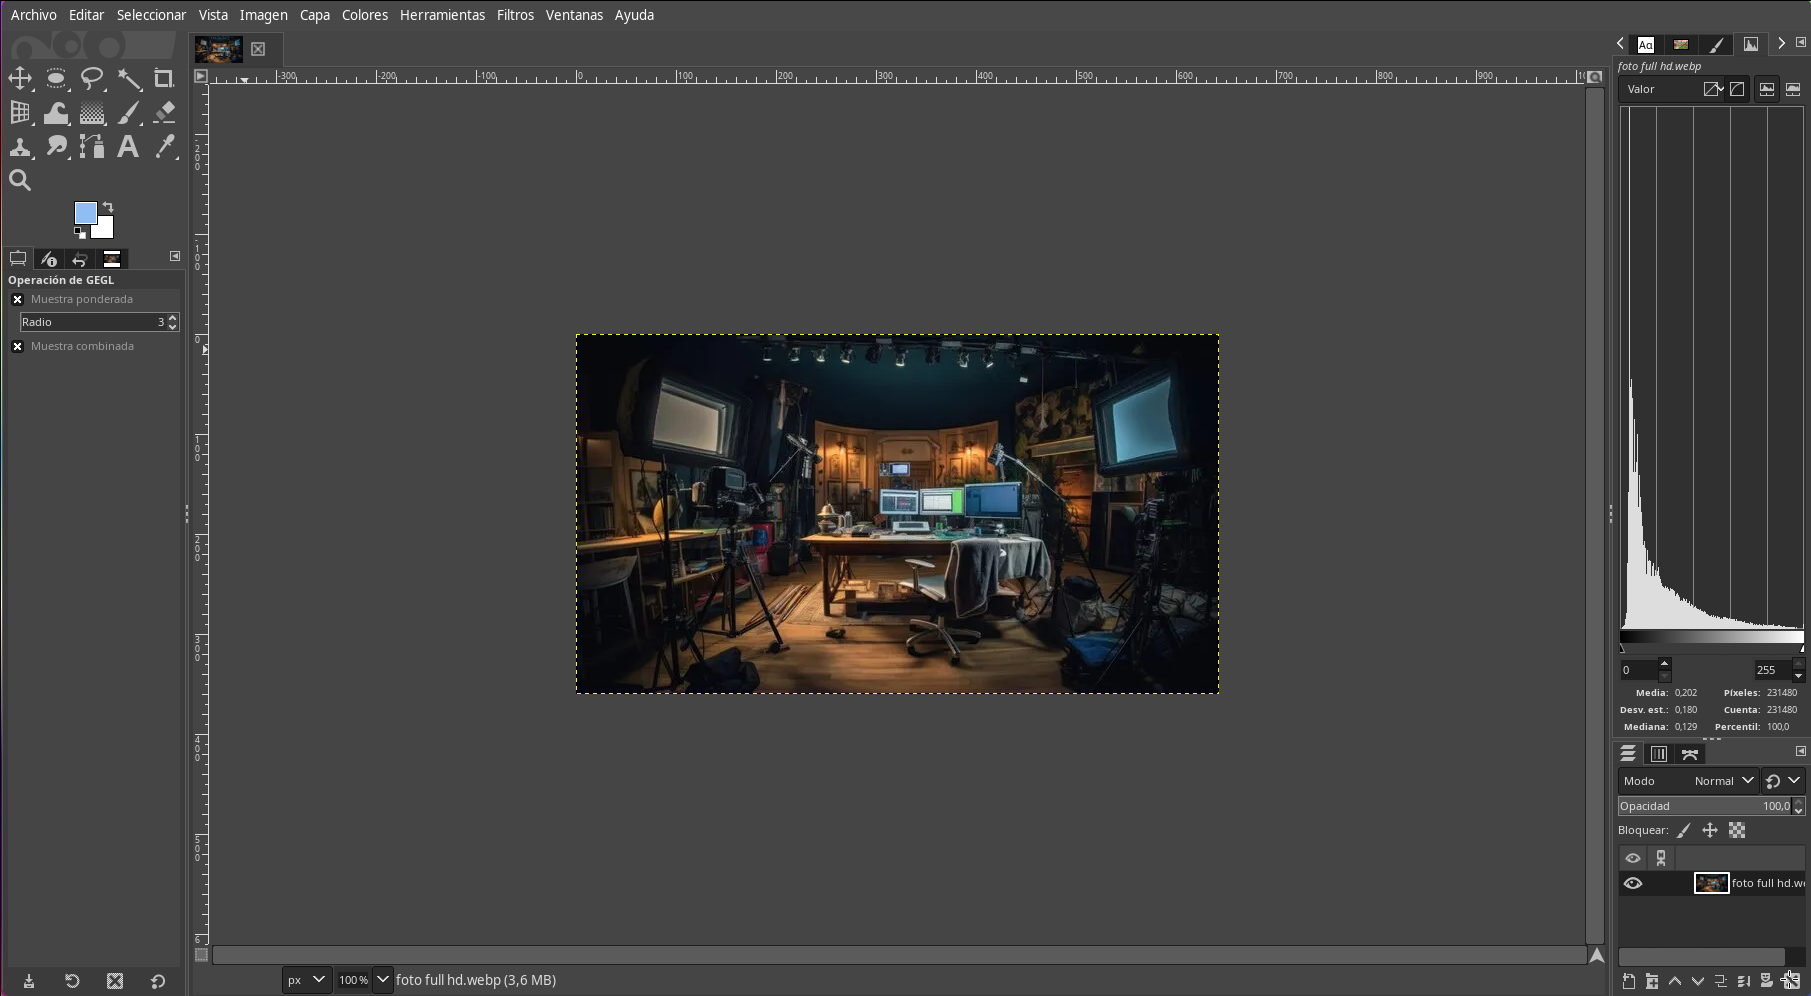 Archivo Editar Seleccionar Vista Imagen Capa Colores Herramientas Filtros Ventanas Ayuda
-300 -200 -100 0 100 200 300 400 500 600 700 800 900
Aa
foto full hd.webp
Valor
Operación de GEGL
Muestra ponderada
Radio 3
Muestra combinada
0 255
Media: 0,202 Píxeles: 231480
Desv. est.: 0,180 Cuenta: 231480
Mediana: 0,129 Percentil: 100,0
Modo Normal
Opacidad 100,0
Bloquear:
foto full hd.we
px 100 % foto full hd.webp (3,6 MB)